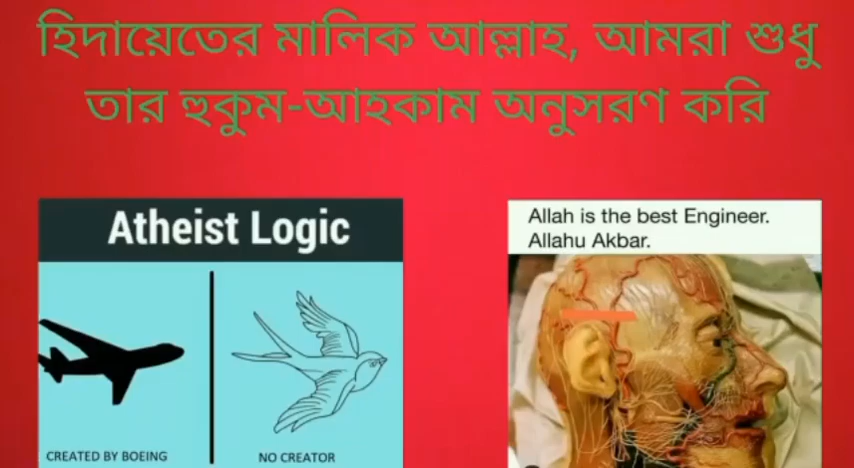 হিদায়েতের মালিক আল্লাহ, আমরা শুধু
তার হুকুম-আহকাম অনুসরণ করি
Atheist Logic
CREATED BY BOEING
NO CREATOR
Allah is the best Engineer.
Allahu Akbar.